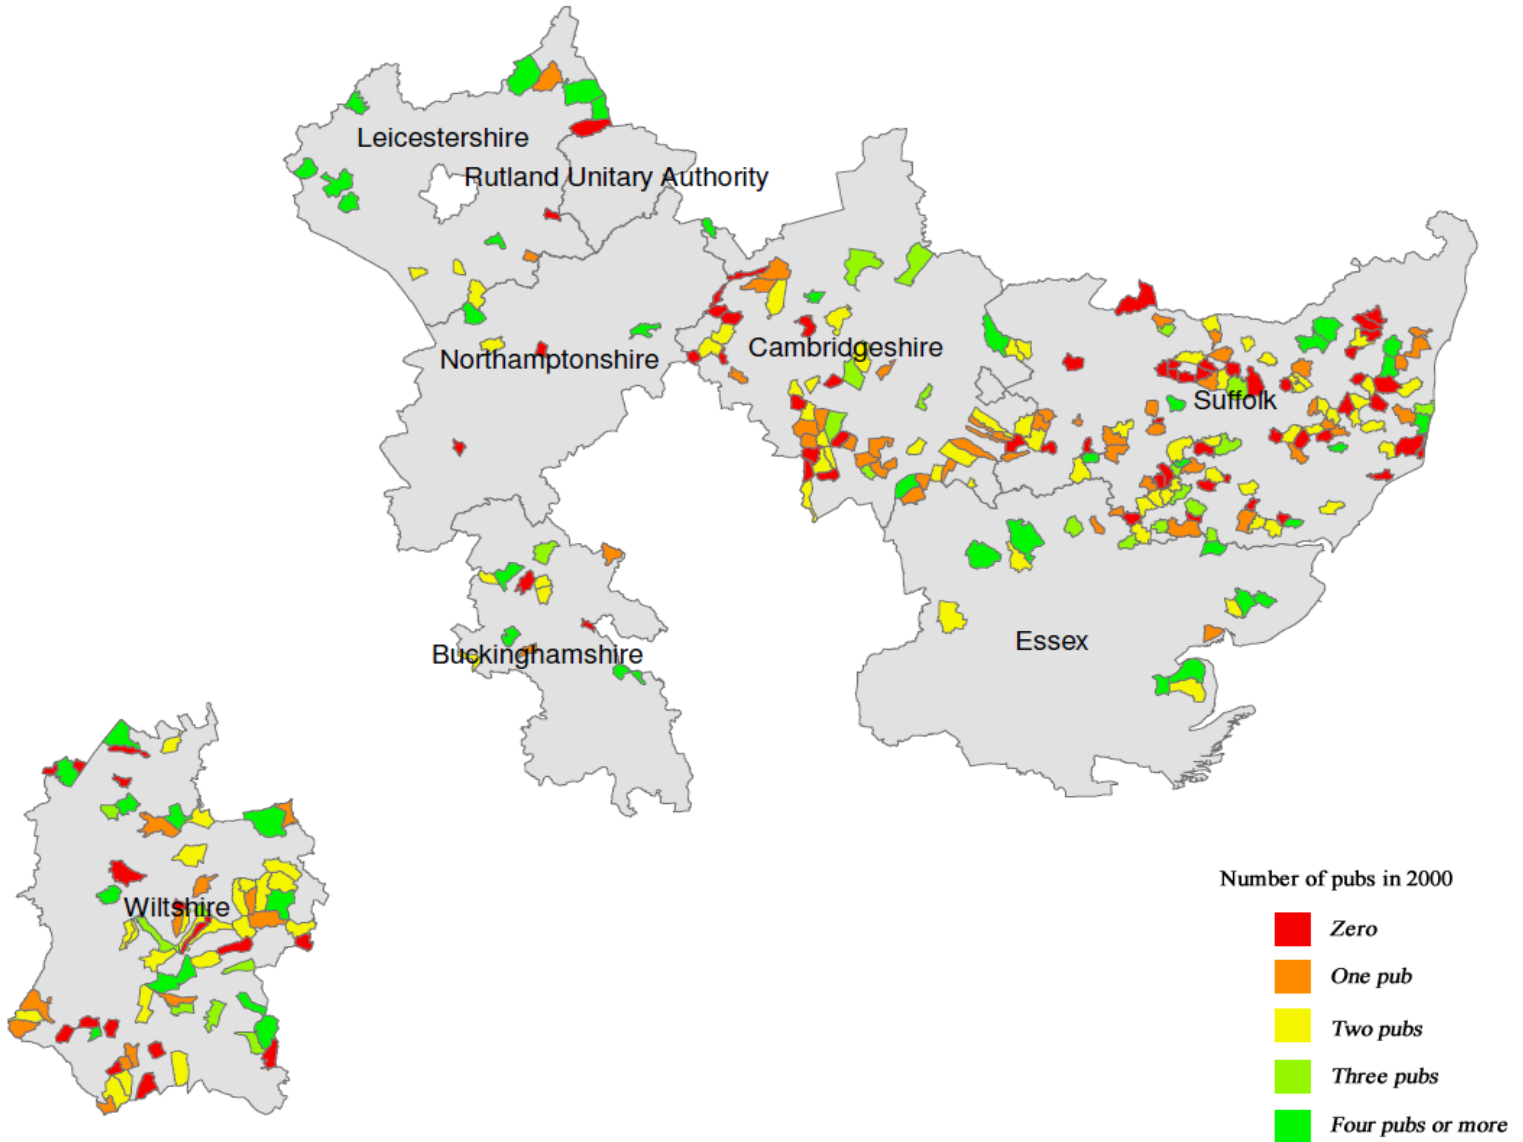 Leicestershire
Rutland Unitary Authority
Cambridgeshire
Northamptonshire
Suffolk
Essex
Buckinghamshire
Wiltshire
Number of pubs in 2000
Zero
One pub
Two pubs
Three pubs
Four pubs or more